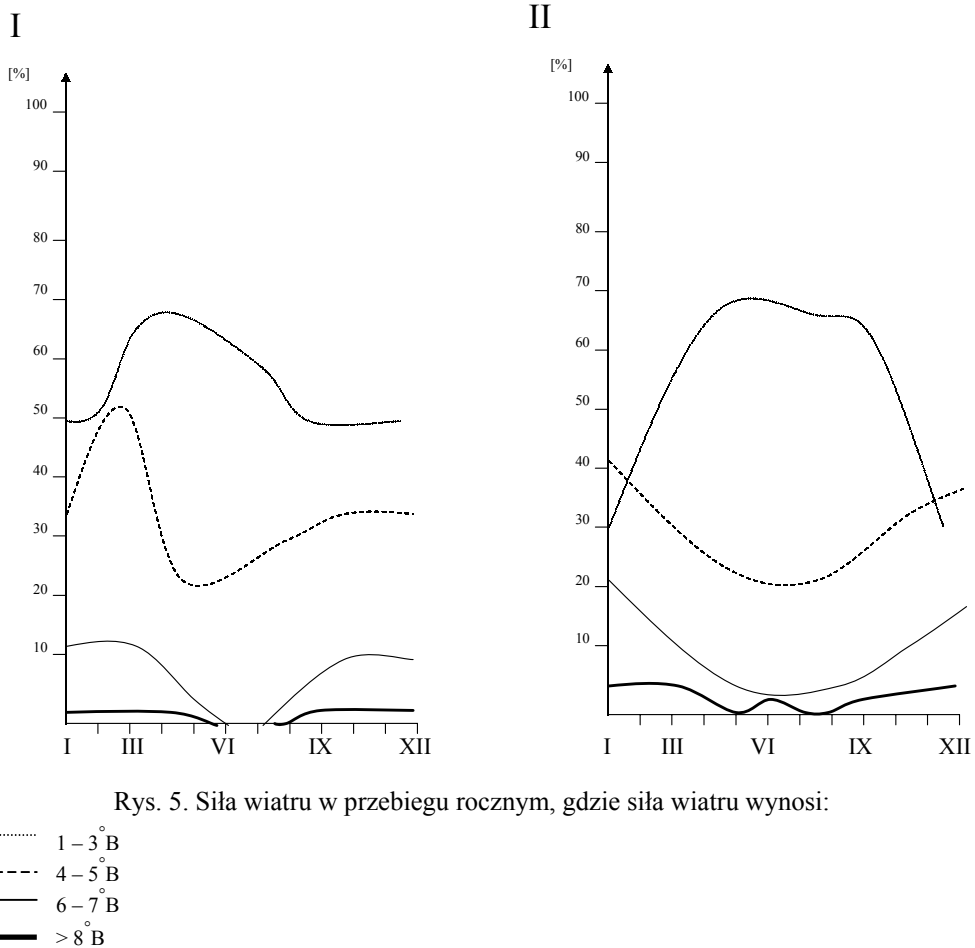 I
[%]
100
90
80
70
60
50
40
30
20
10
I III VI IX XII
II
[%]
100
90
80
70
60
50
40
30
20
10
I III VI IX XII
Rys. 5. Siła wiatru w przebiegu rocznym, gdzie siła wiatru wynosi:
1 – 3°B
4 – 5°B
6 – 7°B
> 8°B